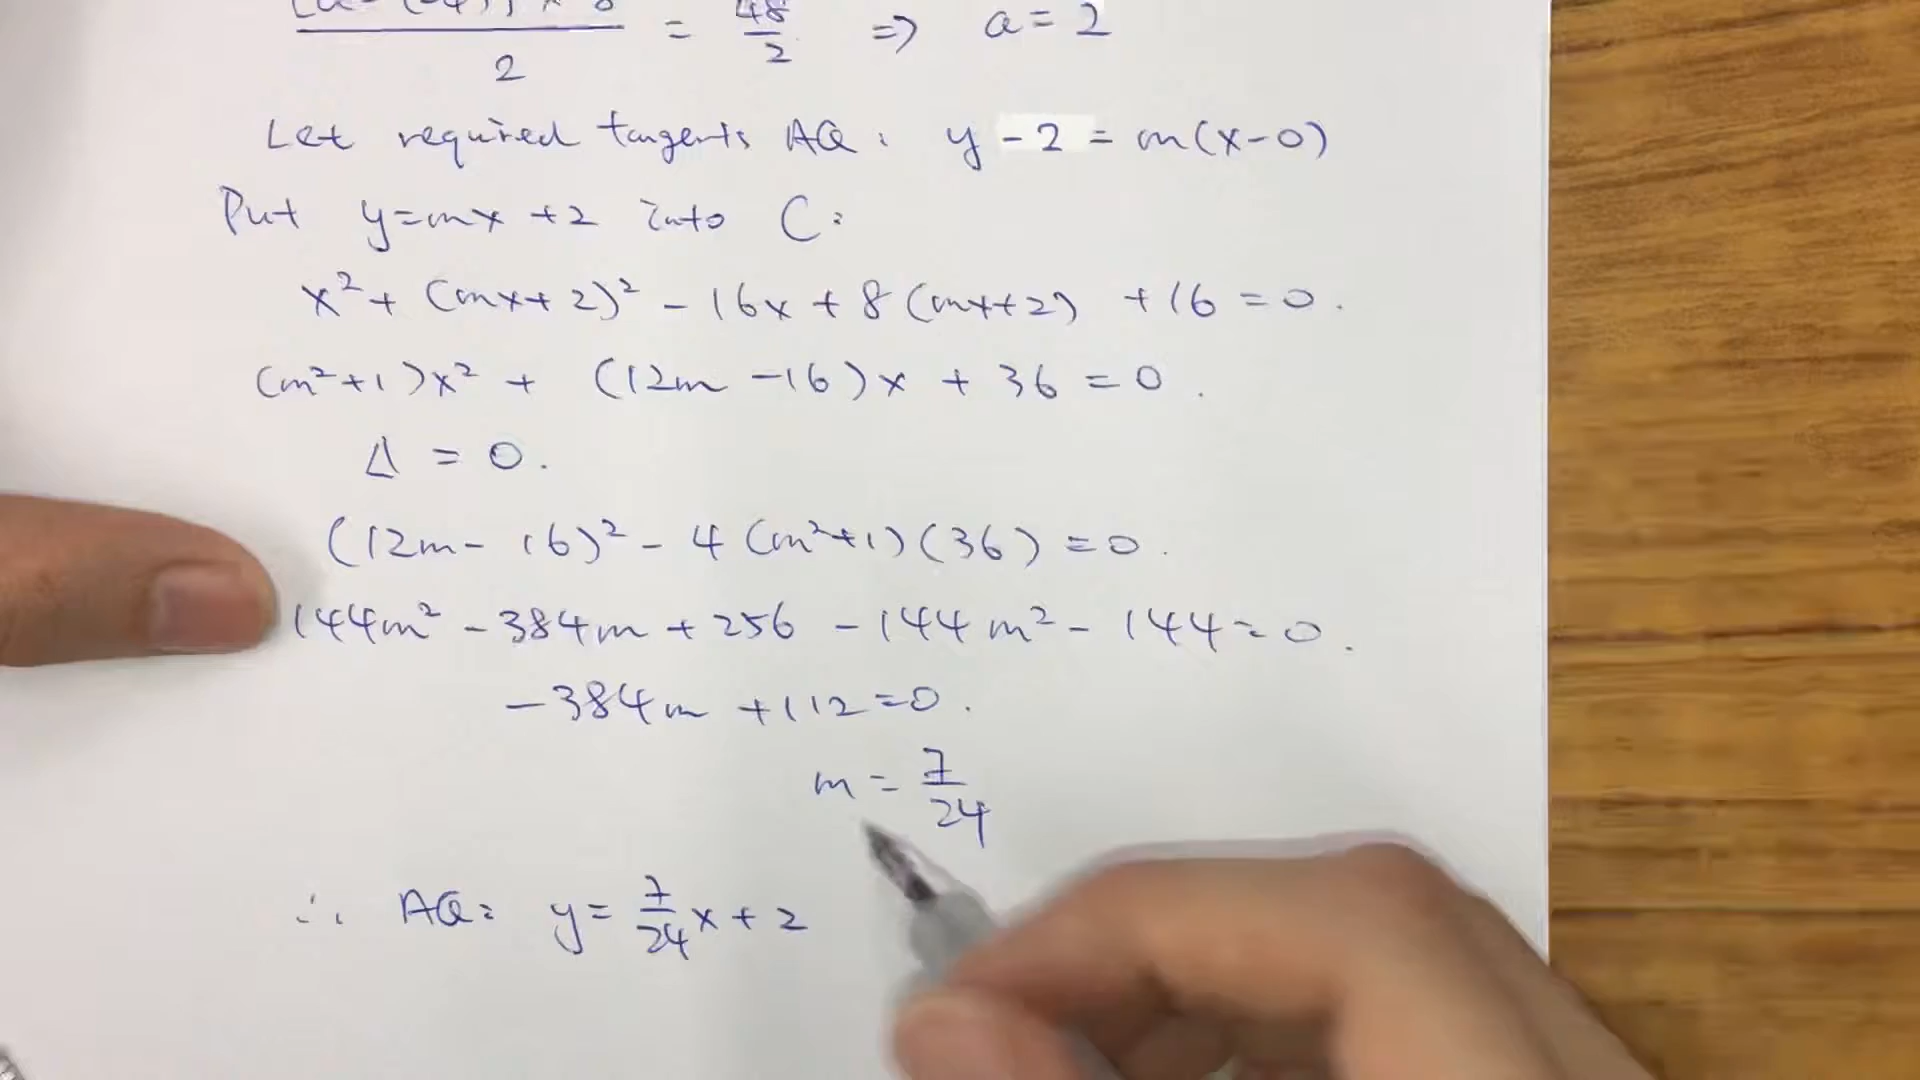 2 = 48/2 ⇒ a = 2
Let required tangents AQ: y - 2 = m(x-0)
Put y=mx+2 into C:
x² + (mx+2)² - 16x + 8(mx+2) + 16 = 0.
(m²+1)x² + (12m - 16)x + 36 = 0.
Δ = 0.
(12m - 16)² - 4(m²+1)(36) = 0.
144m² - 384m + 256 - 144m² - 144 = 0.
-384m + 112 = 0.
m = 7/24
∴ AQ: y = 7/24 x + 2